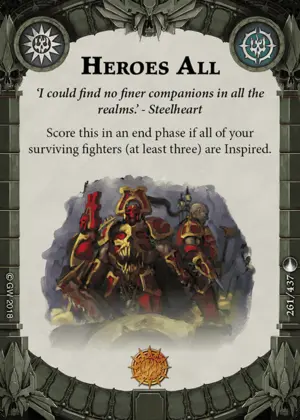 HEROES ALL
‘I could find no finer companions in all the
realms.’ - Steelheart
Score this in an end phase if all of your
surviving fighters (at least three) are Inspired.
©GW 2018
261/437